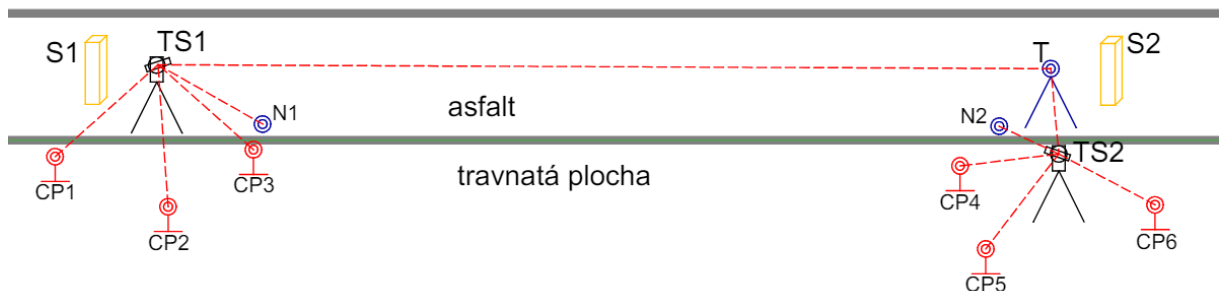 S1
TS1
T
S2
N1
asfalt
N2
TS2
CP1
CP3
travnatá plocha
CP4
CP2
CP6
CP5